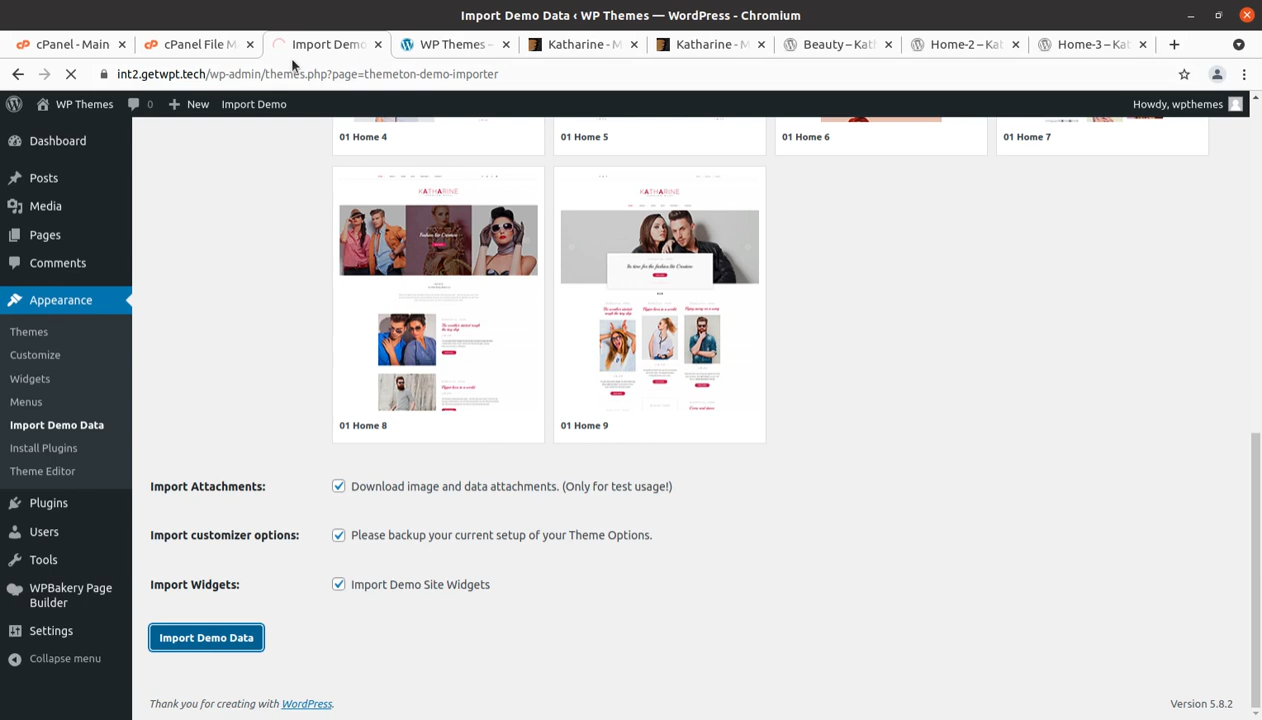 Import Demo Data ‹ WP Themes — WordPress - Chromium
cPanel - Main
cPanel File M
Import Demo
WP Themes –
Katharine - M
Katharine - M
Beauty – Kat
Home-2 – Kat
Home-3 – Kat
int2.getwpt.tech/wp-admin/themes.php?page=themeton-demo-importer
WP Themes
0
New
Import Demo
Howdy, wpthemes
Dashboard
Posts
Media
Pages
Comments
Appearance
Themes
Customize
Widgets
Menus
Import Demo Data
Install Plugins
Theme Editor
Plugins
Users
Tools
WPBakery Page
Builder
Settings
Collapse menu
01 Home 4
01 Home 5
01 Home 6
01 Home 7
KATHARINE
Fashion for Creators
KATHARINE
01 Home 8
01 Home 9
Import Attachments:
Download image and data attachments. (Only for test usage!)
Import customizer options:
Please backup your current setup of your Theme Options.
Import Widgets:
Import Demo Site Widgets
Import Demo Data
Thank you for creating with WordPress.
Version 5.8.2